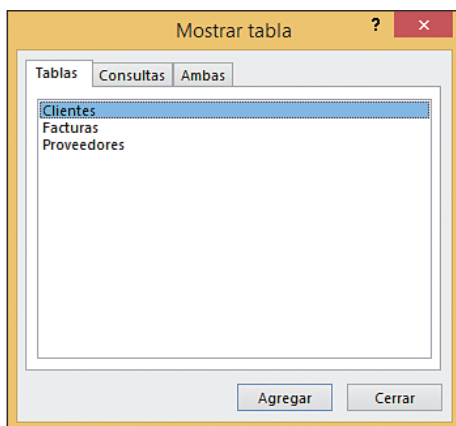 Mostrar tabla ? ×
Tablas Consultas Ambas
Clientes
Facturas
Proveedores
Agregar Cerrar